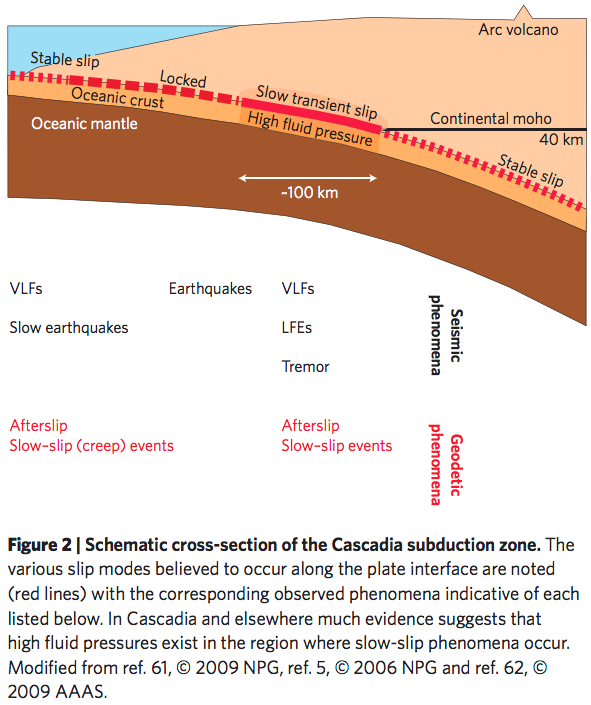 Arc volcano
Stable slip
Locked
Oceanic crust
Slow transient slip
High fluid pressure
Continental moho
40 km
Oceanic mantle
Stable slip
~100 km
VLFs
Earthquakes
VLFs
Slow earthquakes
LFEs
Tremor
Seismic
phenomena
Afterslip
Slow–slip (creep) events
Afterslip
Slow–slip events
Geodetic
phenomena
Figure 2 | Schematic cross-section of the Cascadia subduction zone. The
various slip modes believed to occur along the plate interface are noted
(red lines) with the corresponding observed phenomena indicative of each
listed below. In Cascadia and elsewhere much evidence suggests that
high fluid pressures exist in the region where slow-slip phenomena occur.
Modified from ref. 61, © 2009 NPG, ref. 5, © 2006 NPG and ref. 62, ©
2009 AAAS.